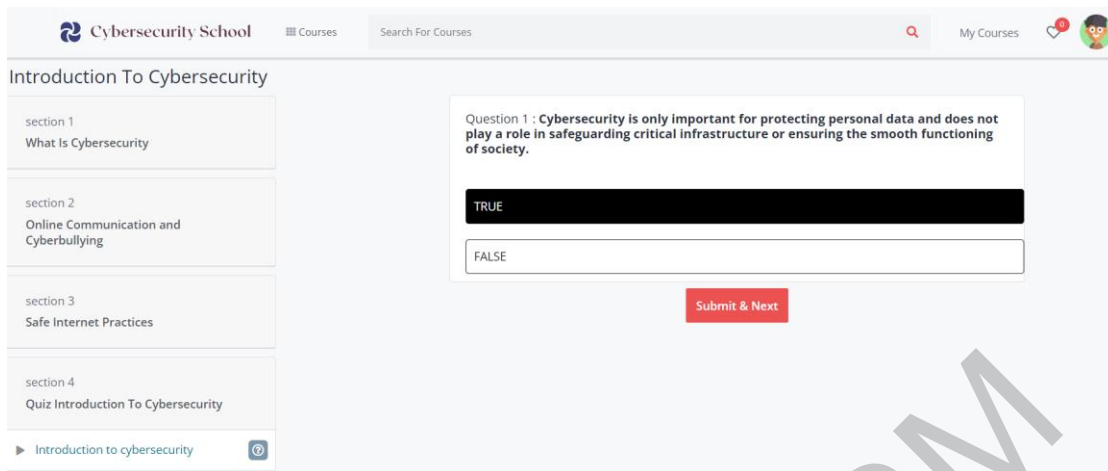 Cybersecurity School
Courses
Search For Courses
My Courses
0
Introduction To Cybersecurity
section 1
What Is Cybersecurity
section 2
Online Communication and
Cyberbullying
section 3
Safe Internet Practices
section 4
Quiz Introduction To Cybersecurity
Introduction to cybersecurity
?
Question 1 : Cybersecurity is only important for protecting personal data and does not
play a role in safeguarding critical infrastructure or ensuring the smooth functioning
of society.
TRUE
FALSE
Submit & Next
M